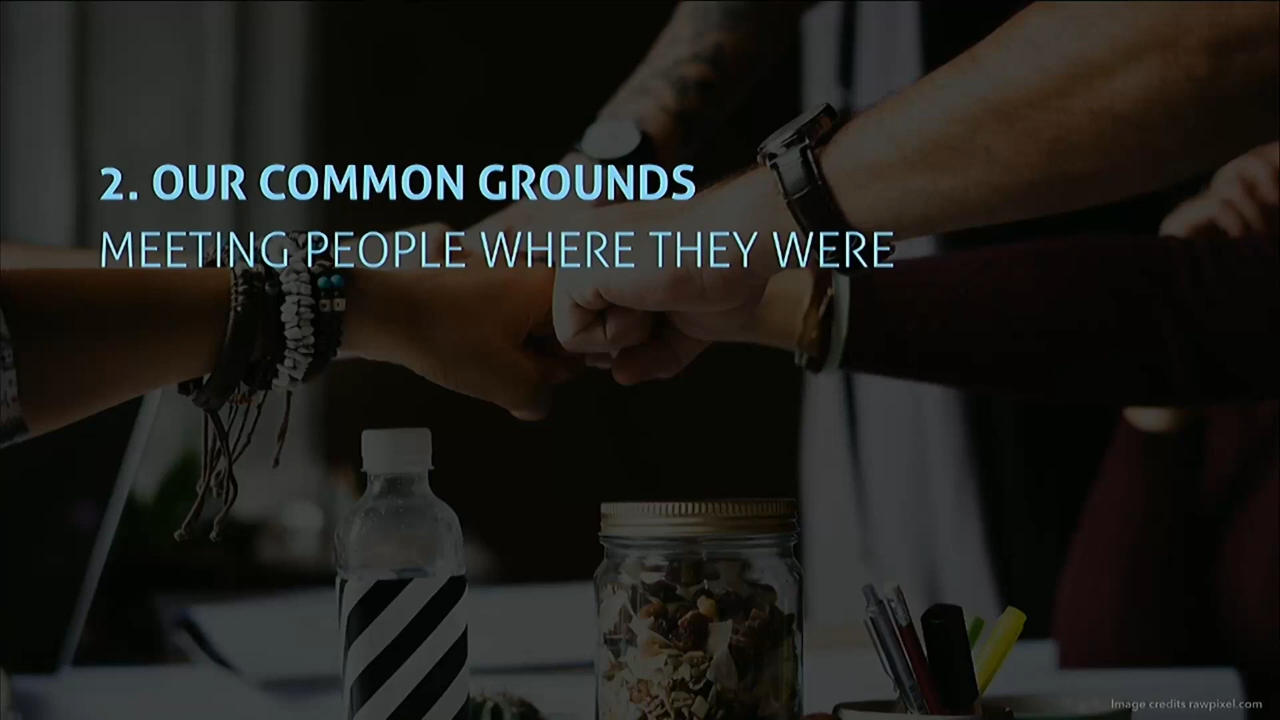 2. OUR COMMON GROUNDS
MEETING PEOPLE WHERE THEY WERE
Image credits rawpixel.com